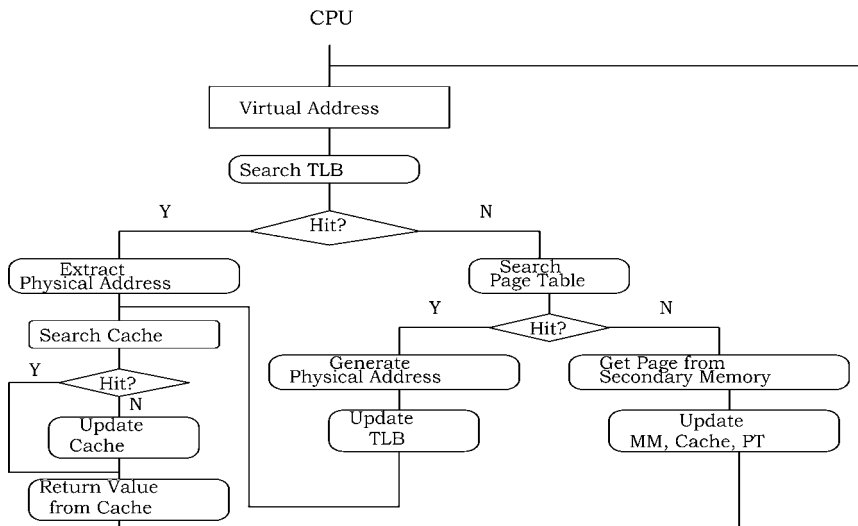 CPU
Virtual Address
Search TLB
Y
Hit?
N
Extract
Physical Address
Search
Page Table
Search Cache
Y
Hit?
N
Generate
Physical Address
Get Page from
Secondary Memory
Y
Hit?
N
Update
Cache
Update
TLB
Update
MM, Cache, PT
Return Value
from Cache